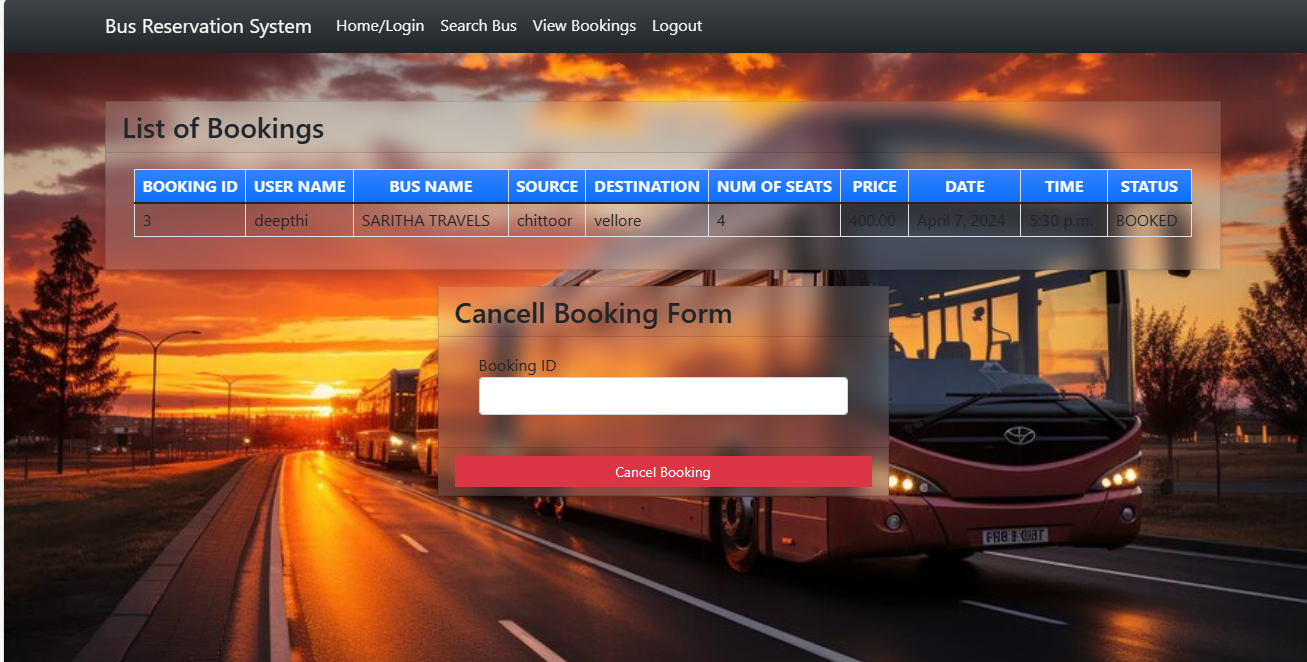 Bus Reservation System Home/Login Search Bus View Bookings Logout
List of Bookings
BOOKING ID USER NAME BUS NAME SOURCE DESTINATION NUM OF SEATS PRICE DATE TIME STATUS
3 deepthi SARITHA TRAVELS chittoor vellore 4 400.00 April 7, 2024 5:30 p.m. BOOKED
Cancell Booking Form
Booking ID
Cancel Booking